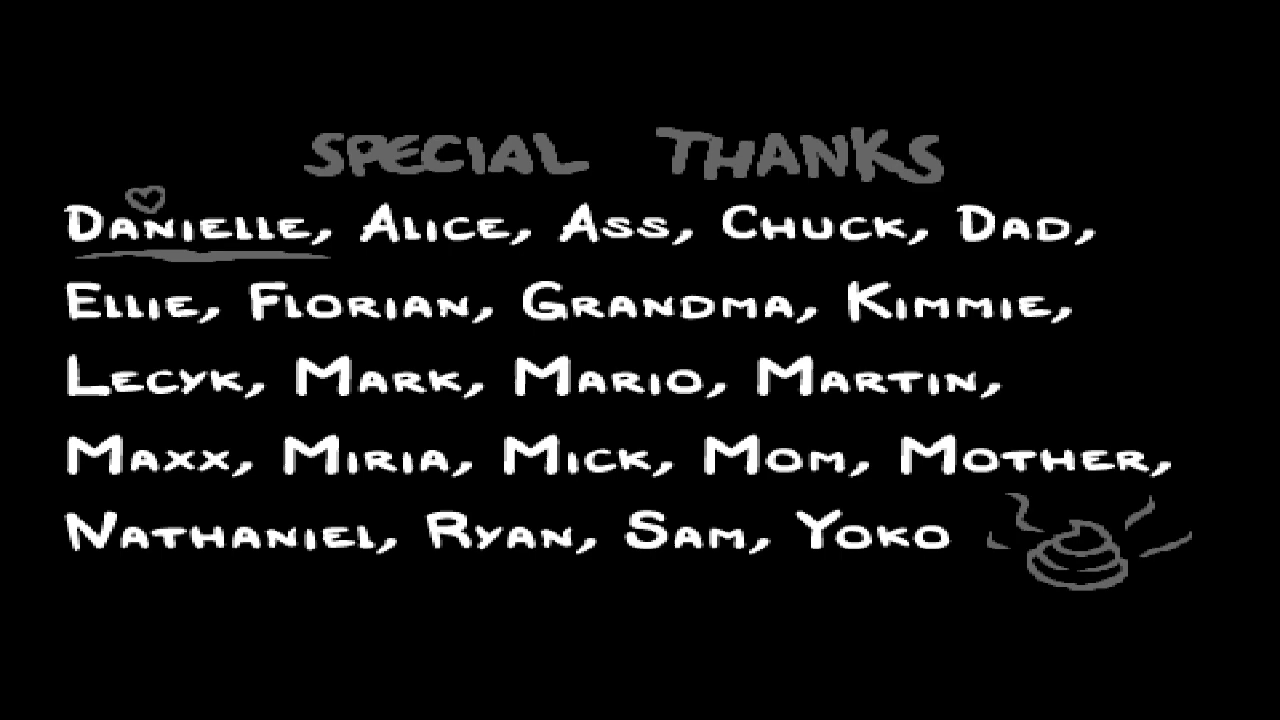 SPECIAL THANKS
DANIELLE, ALICE, ASS, CHUCK, DAD,
ELLIE, FLORIAN, GRANDMA, KIMMIE,
LECYK, MARK, MARIO, MARTIN,
MAXX, MIRIA, MICK, MOM, MOTHER,
NATHANIEL, RYAN, SAM, YOKO